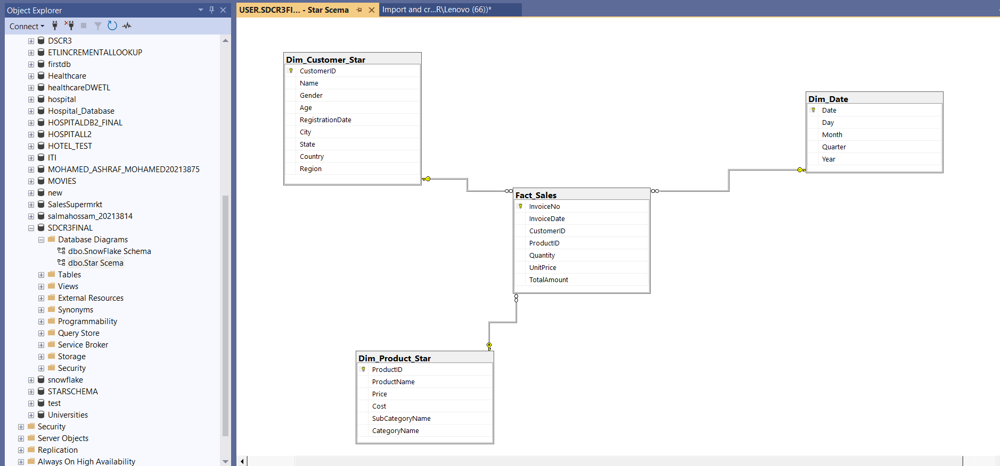 Object Explorer
Connect
DSCR3
ETLINCREMENTALLOOKUP
firstdb
Healthcare
healthcareDWETL
hospital
Hospital_Database
HOSPITALDB2_FINAL
HOSPITALL2
HOTEL_TEST
ITI
MOHAMED_ASHRAF_MOHAMED20213875
MOVIES
new
SalesSupermrkt
salmahossam_20213814
SDCR3FINAL
Database Diagrams
dbo.SnowFlake Schema
dbo.Star Scema
Tables
Views
External Resources
Synonyms
Programmability
Query Store
Service Broker
Storage
Security
snowflake
STARSCHEMA
test
Universities
Security
Server Objects
Replication
Always On High Availability
USER.SDCR3FI... - Star Scema
Import and cr...R\Lenovo (66))*
Dim_Customer_Star
CustomerID
Name
Gender
Age
RegistrationDate
City
State
Country
Region
Dim_Date
Date
Day
Month
Quarter
Year
Fact_Sales
InvoiceNo
InvoiceDate
CustomerID
ProductID
Quantity
UnitPrice
TotalAmount
Dim_Product_Star
ProductID
ProductName
Price
Cost
SubCategoryName
CategoryName